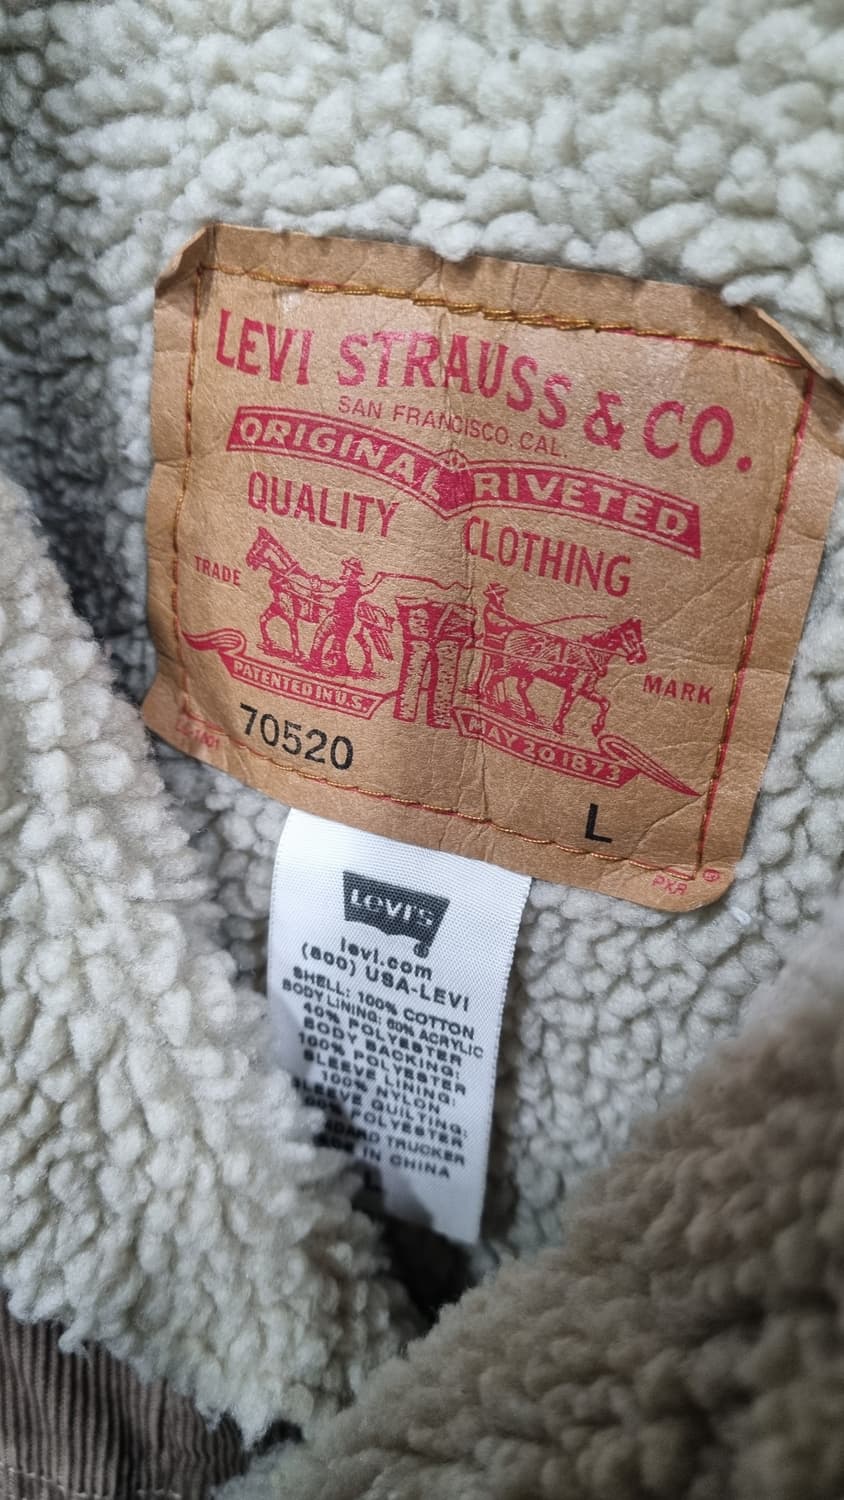 LEVI STRAUSS & CO.
SAN FRANCISCO, CAL.
ORIGINAL RIVETED
QUALITY CLOTHING
TRADE MARK
PATENTED IN U.S. MAY 20 1873
70520 L
PXR ®
LEVI'S
®
levi.com
(800) USA-LEVI
SHELL: 100% COTTON
BODY LINING: 60% ACRYLIC
40% POLYESTER
BODY BACKING:
100% POLYESTER
SLEEVE LINING:
100% NYLON
SLEEVE QUILTING:
POLYESTER
TRUCKER
IN CHINA